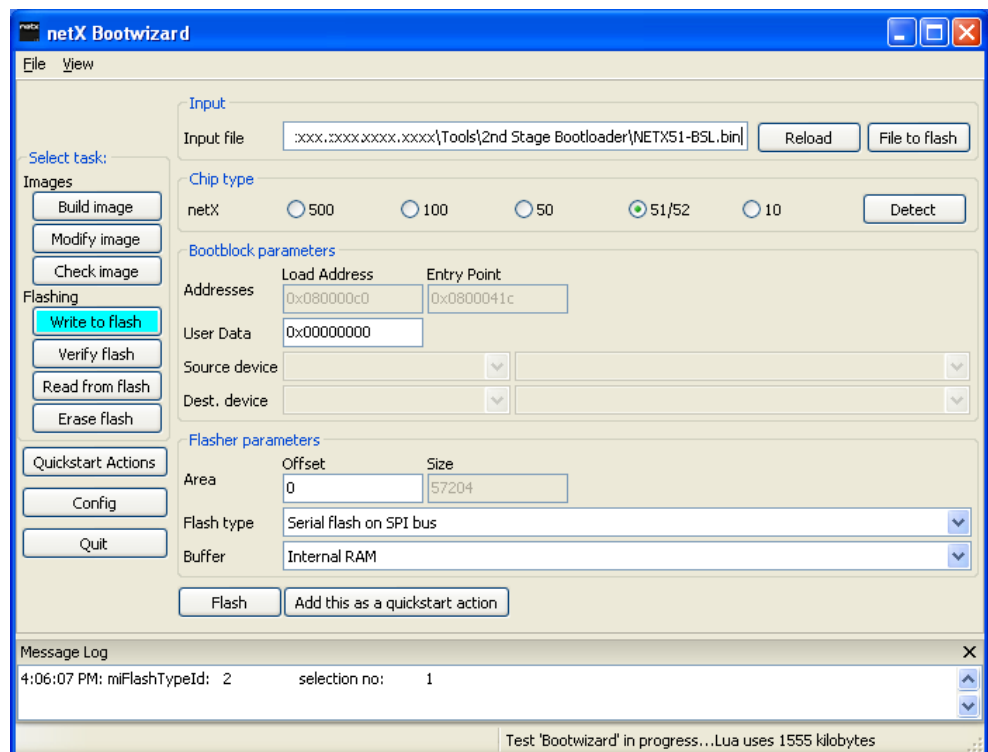 netX Bootwizard
File View
Input
Input file :xxx.:xxx.xxxx.xxxx\Tools\2nd Stage Bootloader\NETX51-BSL.bin Reload File to flash
Select task:
Images
Build image
Modify image
Check image
Flashing
Write to flash
Verify flash
Read from flash
Erase flash
Quickstart Actions
Config
Quit
Chip type
netX 500 100 50 51/52 10 Detect
Bootblock parameters
Load Address Entry Point
Addresses 0x080000c0 0x0800041c
User Data 0x00000000
Source device
Dest. device
Flasher parameters
Offset Size
Area 0 57204
Flash type Serial flash on SPI bus
Buffer Internal RAM
Flash Add this as a quickstart action
Message Log
4:06:07 PM: miFlashTypeId: 2 selection no: 1
Test 'Bootwizard' in progress...Lua uses 1555 kilobytes